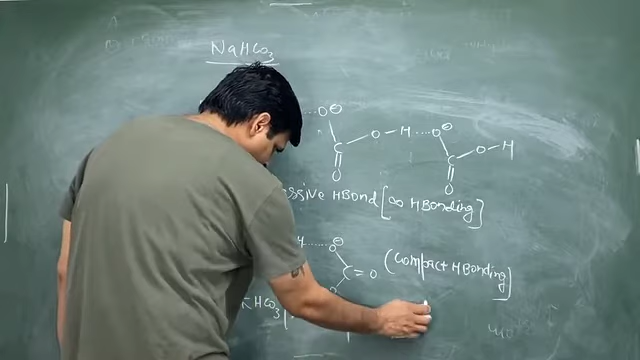 NaHCO3
O⊖ C O – H ····· O⊖ C O – H
O O
ssive HBond [∞ HBonding]
H ······ O⊖
C = O (Compact HBonding]
KHCO3